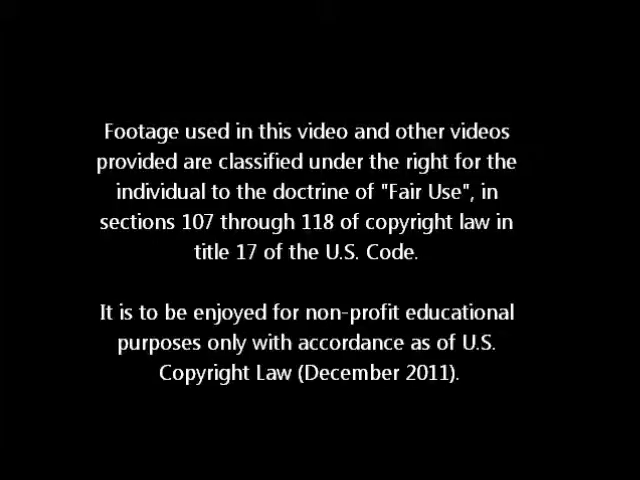 Footage used in this video and other videos
provided are classified under the right for the
individual to the doctrine of "Fair Use", in
sections 107 through 118 of copyright law in
title 17 of the U.S. Code.
It is to be enjoyed for non-profit educational
purposes only with accordance as of U.S.
Copyright Law (December 2011).